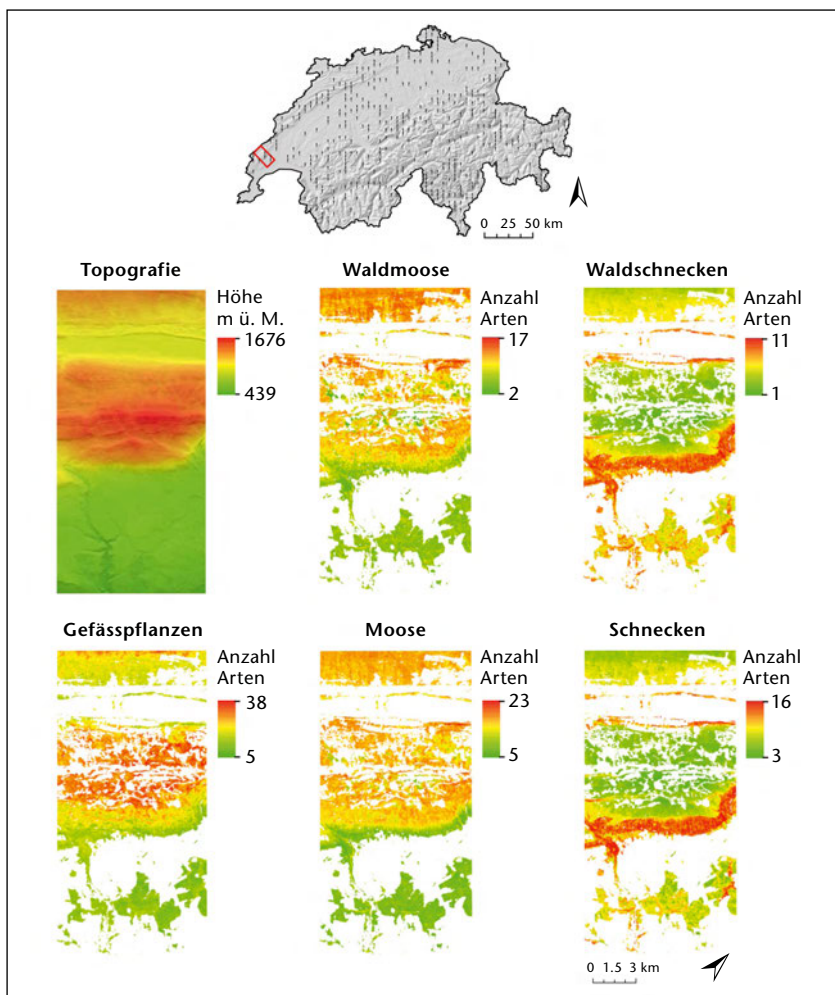 0 25 50 km
Topografie
Höhe
m ü. M.
1676
439
Waldmoose
Anzahl
Arten
17
2
Waldschnecken
Anzahl
Arten
11
1
Gefässpflanzen
Anzahl
Arten
38
5
Moose
Anzahl
Arten
23
5
Schnecken
Anzahl
Arten
16
3
0 1.5 3 km